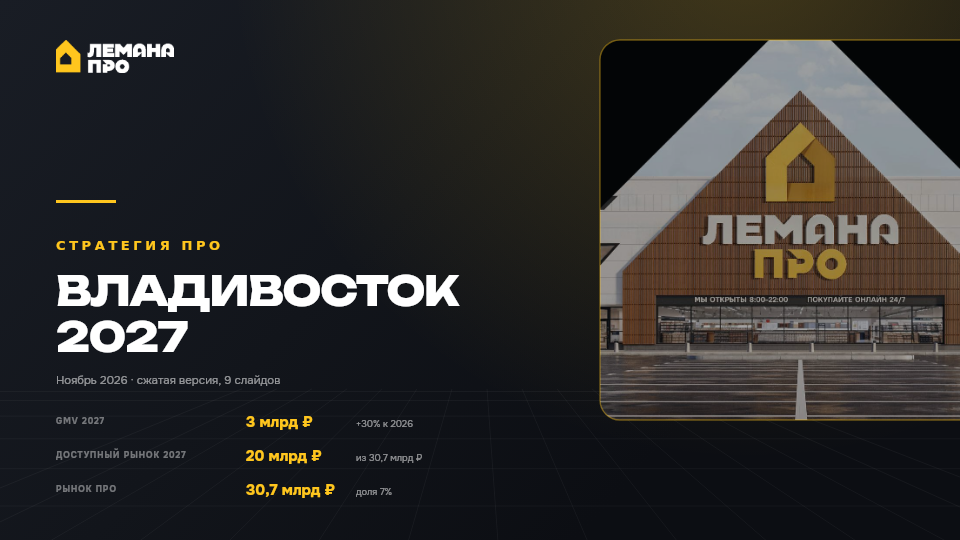 ЛЕМАНА
ПРО
СТРАТЕГИЯ ПРО
ВЛАДИВОСТОК
2027
Ноябрь 2026 · сжатая версия, 9 слайдов
GMV 2027 3 млрд ₽ +30% к 2026
ДОСТУПНЫЙ РЫНОК 2027 20 млрд ₽ из 30,7 млрд ₽
РЫНОК ПРО 30,7 млрд ₽ доля 7%
ЛЕМАНА
ПРО
МЫ ОТКРЫТЫ 8:00-22:00 ПОКУПАЙТЕ ОНЛАЙН 24/7